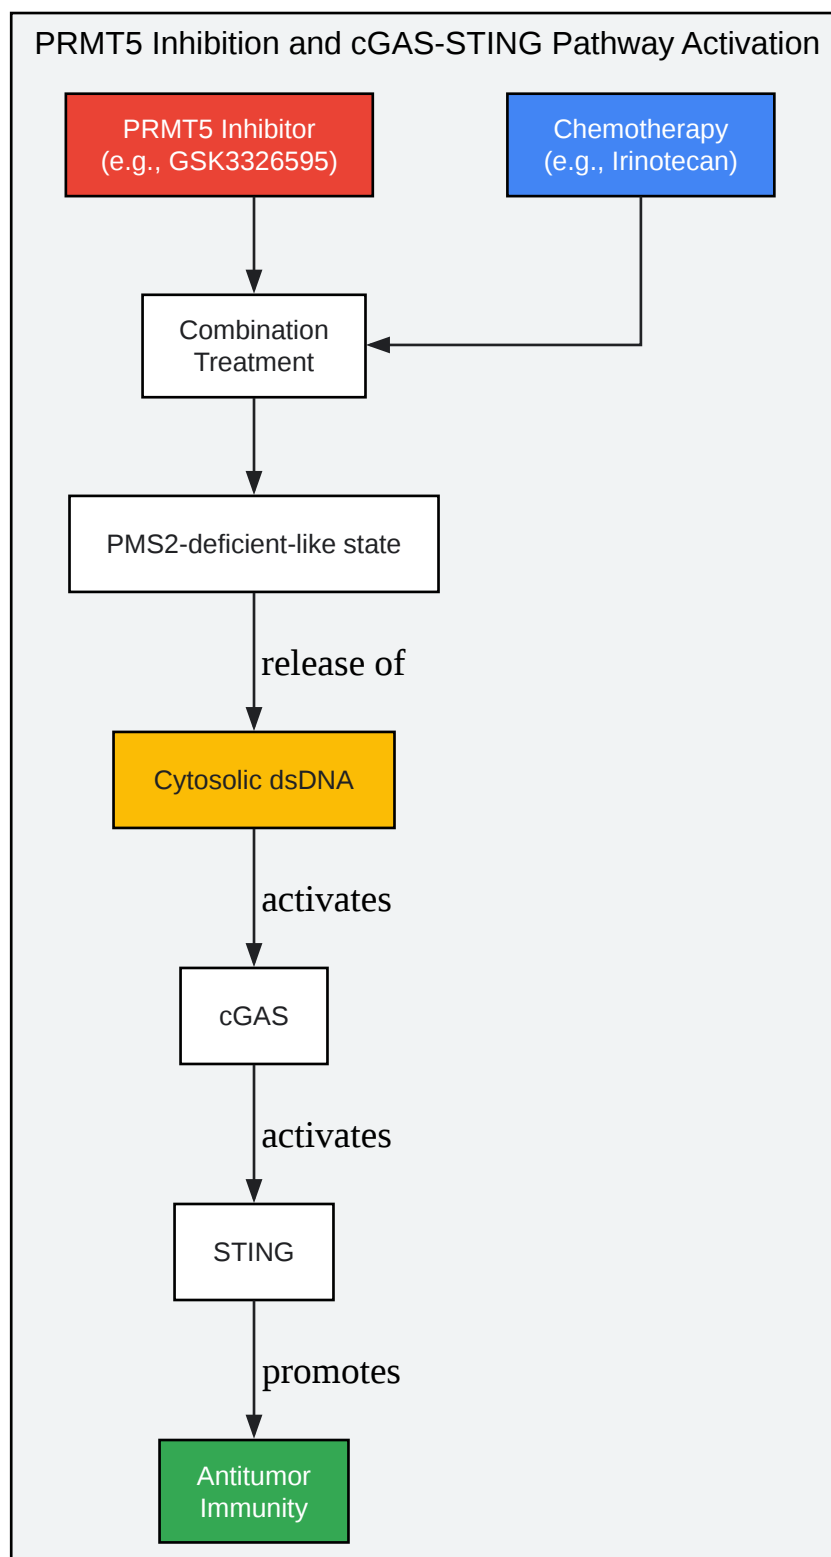 PRMT5 Inhibition and cGAS-STING Pathway Activation
PRMT5 Inhibitor
(e.g., GSK3326595)
Chemotherapy
(e.g., Irinotecan)
Combination
Treatment
PMS2-deficient-like state
release of
Cytosolic dsDNA
activates
cGAS
activates
STING
promotes
Antitumor
Immunity